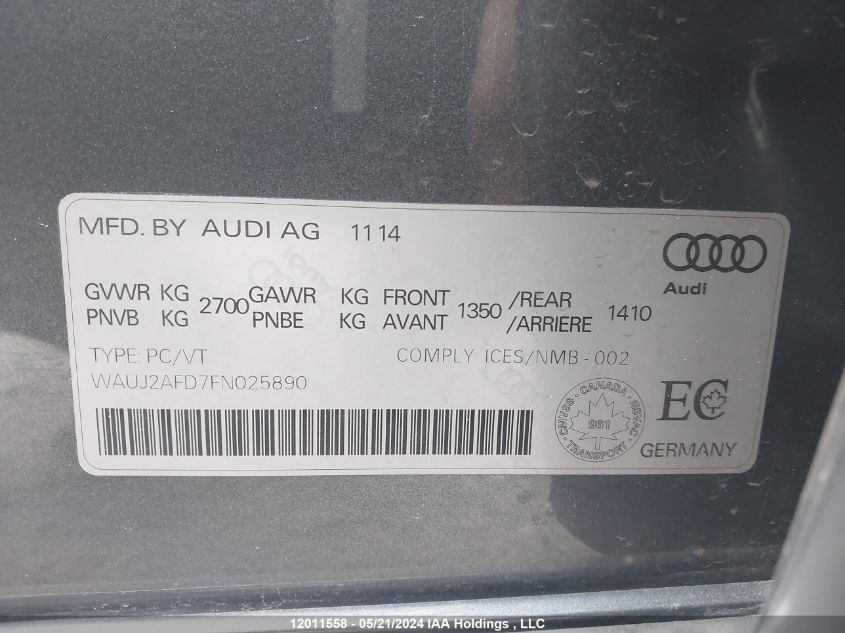 MFD. BY AUDI AG 11 14
Audi
GVWR KG 2700 GAWR KG FRONT 1350 /REAR 1410
PNVB KG PNBE KG AVANT /ARRIERE
TYPE: PC/VT COMPLY: ICES/NMB - 002
WAUJ2AFD7FN025890
CANADA
CMVSS NSVAC
961
TRANSPORT
EC
GERMANY
12011558 - 05/21/2024 IAA Holdings , LLC